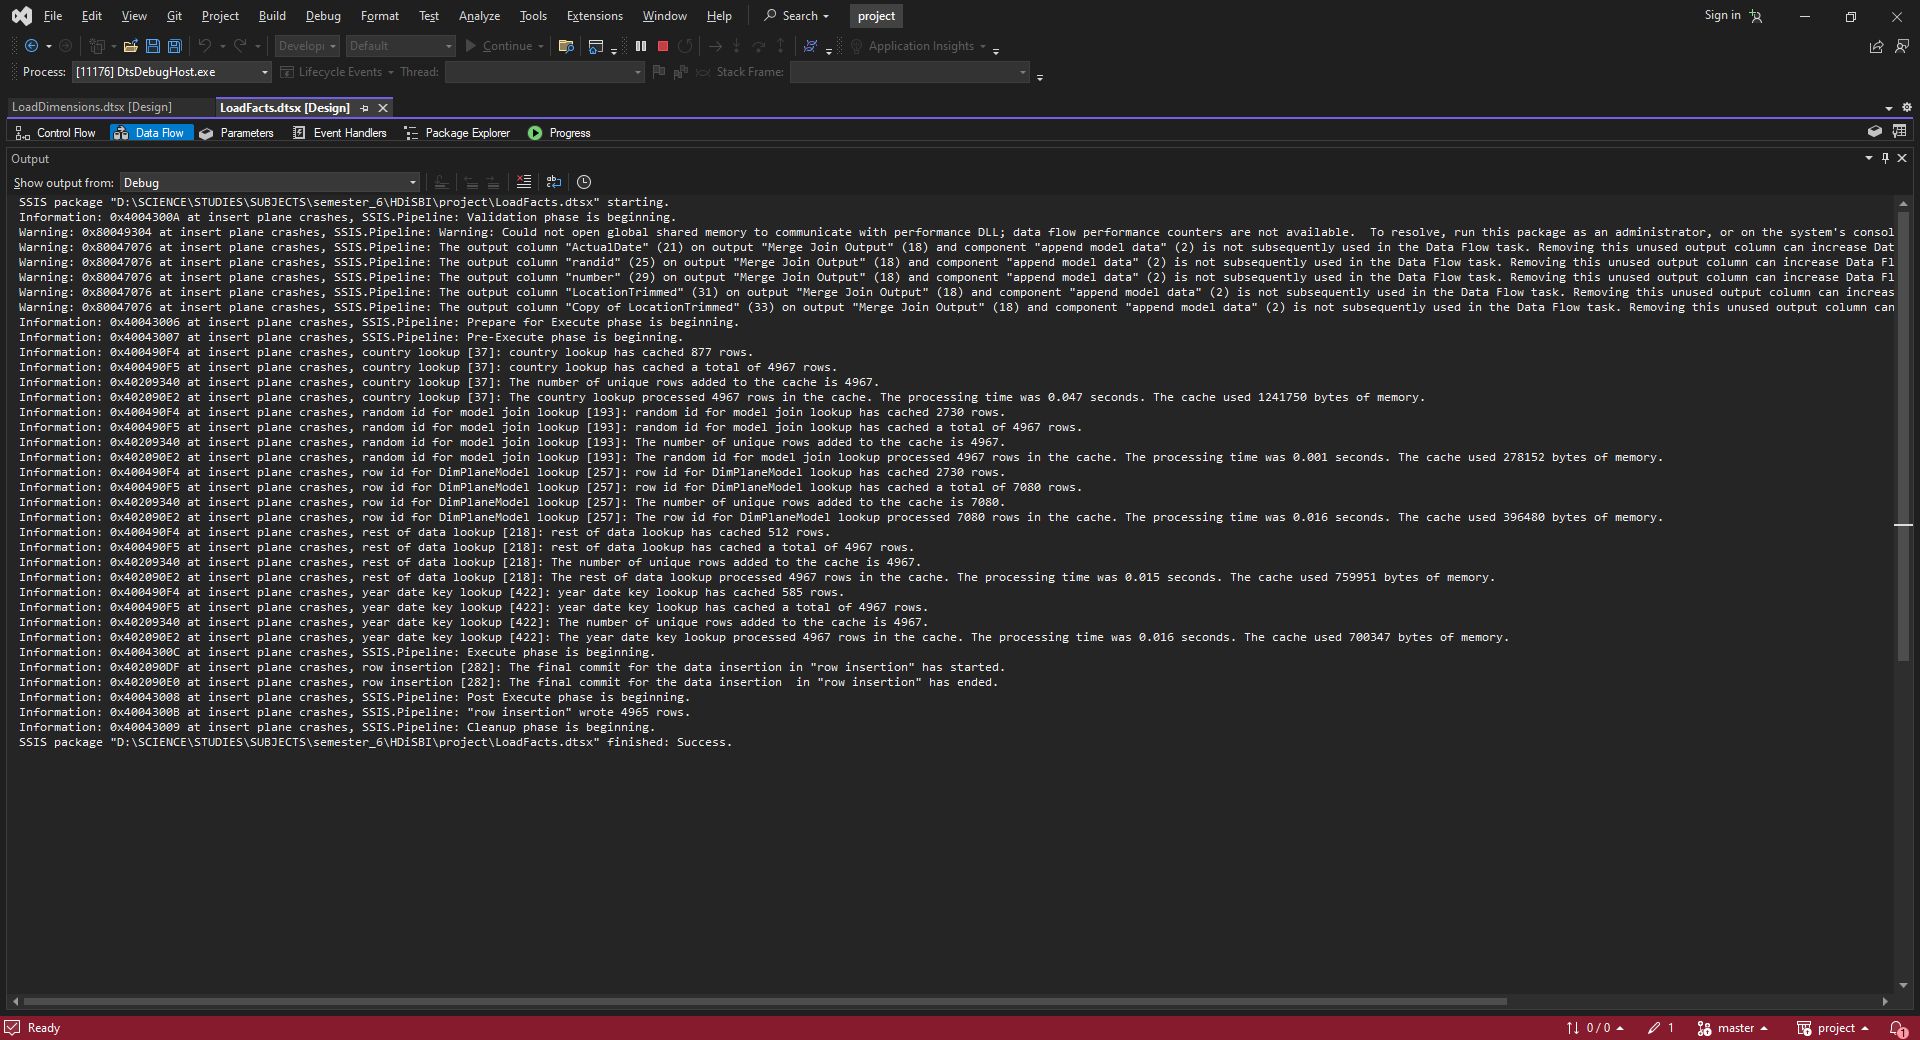 File Edit View Git Project Build Debug Format Test Analyze Tools Extensions Window Help Search project Sign in
Develop Default Continue Application Insights
Process: [11176] DtsDebugHost.exe Lifecycle Events Thread: Stack Frame:
LoadDimensions.dtsx [Design] LoadFacts.dtsx [Design]
Control Flow Data Flow Parameters Event Handlers Package Explorer Progress
Output
Show output from: Debug
SSIS package "D:\SCIENCE\STUDIES\SUBJECTS\semester_6\HDiSBI\project\LoadFacts.dtsx" starting.
Information: 0x4004300A at insert plane crashes, SSIS.Pipeline: Validation phase is beginning.
Warning: 0x80049304 at insert plane crashes, SSIS.Pipeline: Warning: Could not open global shared memory to communicate with performance DLL; data flow performance counters are not available.  To resolve, run this package as an administrator, or on the system's consol
Warning: 0x80047076 at insert plane crashes, SSIS.Pipeline: The output column "ActualDate" (21) on output "Merge Join Output" (18) and component "append model data" (2) is not subsequently used in the Data Flow task. Removing this unused output column can increase Dat
Warning: 0x80047076 at insert plane crashes, SSIS.Pipeline: The output column "randid" (25) on output "Merge Join Output" (18) and component "append model data" (2) is not subsequently used in the Data Flow task. Removing this unused output column can increase Data Fl
Warning: 0x80047076 at insert plane crashes, SSIS.Pipeline: The output column "number" (29) on output "Merge Join Output" (18) and component "append model data" (2) is not subsequently used in the Data Flow task. Removing this unused output column can increase Data Fl
Warning: 0x80047076 at insert plane crashes, SSIS.Pipeline: The output column "LocationTrimmed" (31) on output "Merge Join Output" (18) and component "append model data" (2) is not subsequently used in the Data Flow task. Removing this unused output column can increas
Warning: 0x80047076 at insert plane crashes, SSIS.Pipeline: The output column "Copy of LocationTrimmed" (33) on output "Merge Join Output" (18) and component "append model data" (2) is not subsequently used in the Data Flow task. Removing this unused output column can
Information: 0x40043006 at insert plane crashes, SSIS.Pipeline: Prepare for Execute phase is beginning.
Information: 0x40043007 at insert plane crashes, SSIS.Pipeline: Pre-Execute phase is beginning.
Information: 0x400490F4 at insert plane crashes, country lookup [37]: country lookup has cached 877 rows.
Information: 0x400490F5 at insert plane crashes, country lookup [37]: country lookup has cached a total of 4967 rows.
Information: 0x40209340 at insert plane crashes, country lookup [37]: The number of unique rows added to the cache is 4967.
Information: 0x402090E2 at insert plane crashes, country lookup [37]: The country lookup processed 4967 rows in the cache. The processing time was 0.047 seconds. The cache used 1241750 bytes of memory.
Information: 0x400490F4 at insert plane crashes, random id for model join lookup [193]: random id for model join lookup has cached 2730 rows.
Information: 0x400490F5 at insert plane crashes, random id for model join lookup [193]: random id for model join lookup has cached a total of 4967 rows.
Information: 0x40209340 at insert plane crashes, random id for model join lookup [193]: The number of unique rows added to the cache is 4967.
Information: 0x402090E2 at insert plane crashes, random id for model join lookup [193]: The random id for model join lookup processed 4967 rows in the cache. The processing time was 0.001 seconds. The cache used 278152 bytes of memory.
Information: 0x400490F4 at insert plane crashes, row id for DimPlaneModel lookup [257]: row id for DimPlaneModel lookup has cached 2730 rows.
Information: 0x400490F5 at insert plane crashes, row id for DimPlaneModel lookup [257]: row id for DimPlaneModel lookup has cached a total of 7080 rows.
Information: 0x40209340 at insert plane crashes, row id for DimPlaneModel lookup [257]: The number of unique rows added to the cache is 7080.
Information: 0x402090E2 at insert plane crashes, row id for DimPlaneModel lookup [257]: The row id for DimPlaneModel lookup processed 7080 rows in the cache. The processing time was 0.016 seconds. The cache used 396480 bytes of memory.
Information: 0x400490F4 at insert plane crashes, rest of data lookup [218]: rest of data lookup has cached 512 rows.
Information: 0x400490F5 at insert plane crashes, rest of data lookup [218]: rest of data lookup has cached a total of 4967 rows.
Information: 0x40209340 at insert plane crashes, rest of data lookup [218]: The number of unique rows added to the cache is 4967.
Information: 0x402090E2 at insert plane crashes, rest of data lookup [218]: The rest of data lookup processed 4967 rows in the cache. The processing time was 0.015 seconds. The cache used 759951 bytes of memory.
Information: 0x400490F4 at insert plane crashes, year date key lookup [422]: year date key lookup has cached 585 rows.
Information: 0x400490F5 at insert plane crashes, year date key lookup [422]: year date key lookup has cached a total of 4967 rows.
Information: 0x40209340 at insert plane crashes, year date key lookup [422]: The number of unique rows added to the cache is 4967.
Information: 0x402090E2 at insert plane crashes, year date key lookup [422]: The year date key lookup processed 4967 rows in the cache. The processing time was 0.016 seconds. The cache used 700347 bytes of memory.
Information: 0x4004300C at insert plane crashes, SSIS.Pipeline: Execute phase is beginning.
Information: 0x402090DF at insert plane crashes, row insertion [282]: The final commit for the data insertion in "row insertion" has started.
Information: 0x402090E0 at insert plane crashes, row insertion [282]: The final commit for the data insertion  in "row insertion" has ended.
Information: 0x40043008 at insert plane crashes, SSIS.Pipeline: Post Execute phase is beginning.
Information: 0x4004300B at insert plane crashes, SSIS.Pipeline: "row insertion" wrote 4965 rows.
Information: 0x40043009 at insert plane crashes, SSIS.Pipeline: Cleanup phase is beginning.
SSIS package "D:\SCIENCE\STUDIES\SUBJECTS\semester_6\HDiSBI\project\LoadFacts.dtsx" finished: Success.
Ready 0 / 0 1 master project 1